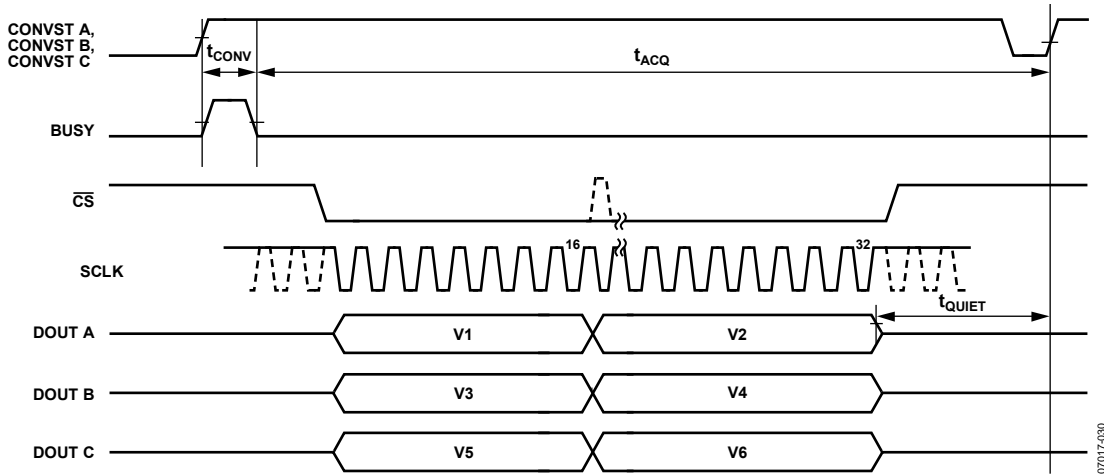 CONVST A,
CONVST B,
CONVST C
tCONV
tACQ
BUSY
CS
16
32
SCLK
tQUIET
DOUT A
V1
V2
DOUT B
V3
V4
DOUT C
V5
V6
07017-030